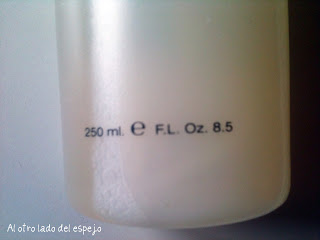 250 ml. ℮ F.L. Oz. 8.5
Al otro lado del espejo